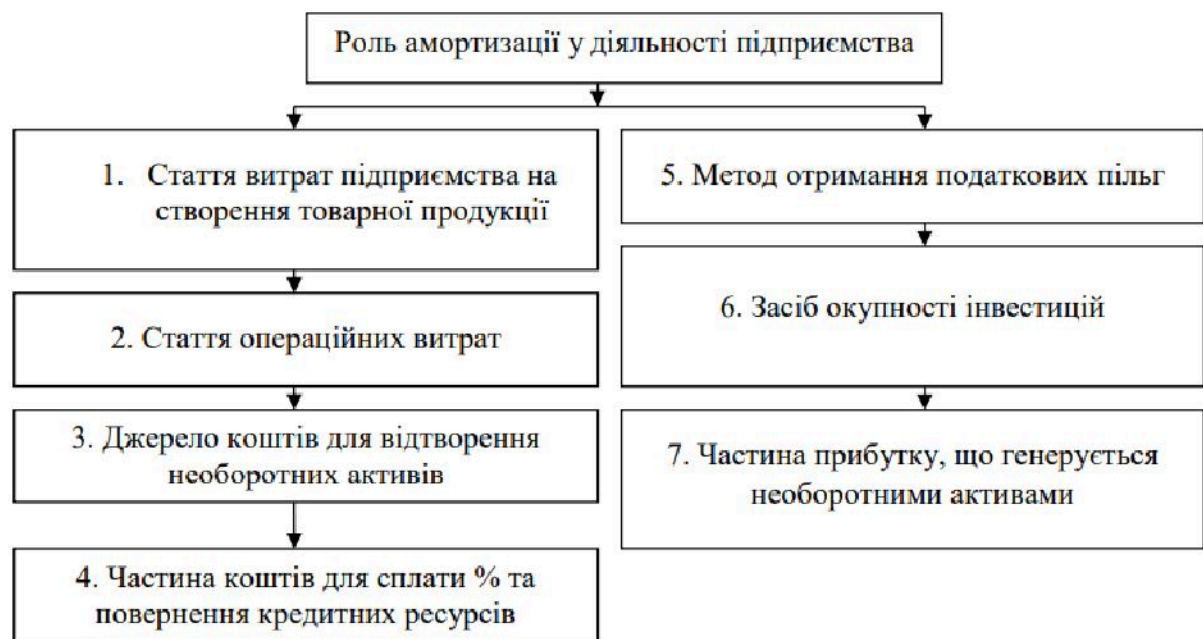 Роль амортизації у діяльності підприємства
1. Стаття витрат підприємства на
створення товарної продукції
2. Стаття операційних витрат
3. Джерело коштів для відтворення
необоротних активів
4. Частина коштів для сплати % та
повернення кредитних ресурсів
5. Метод отримання податкових пільг
6. Засіб окупності інвестицій
7. Частина прибутку, що генерується
необоротними активами